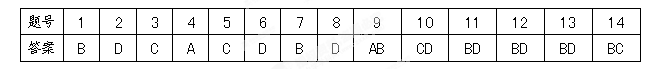 题号 1 2 3 4 5 6 7 8 9 10 11 12 13 14
答案 B D C A C D B D AB CD BD BD BD BC